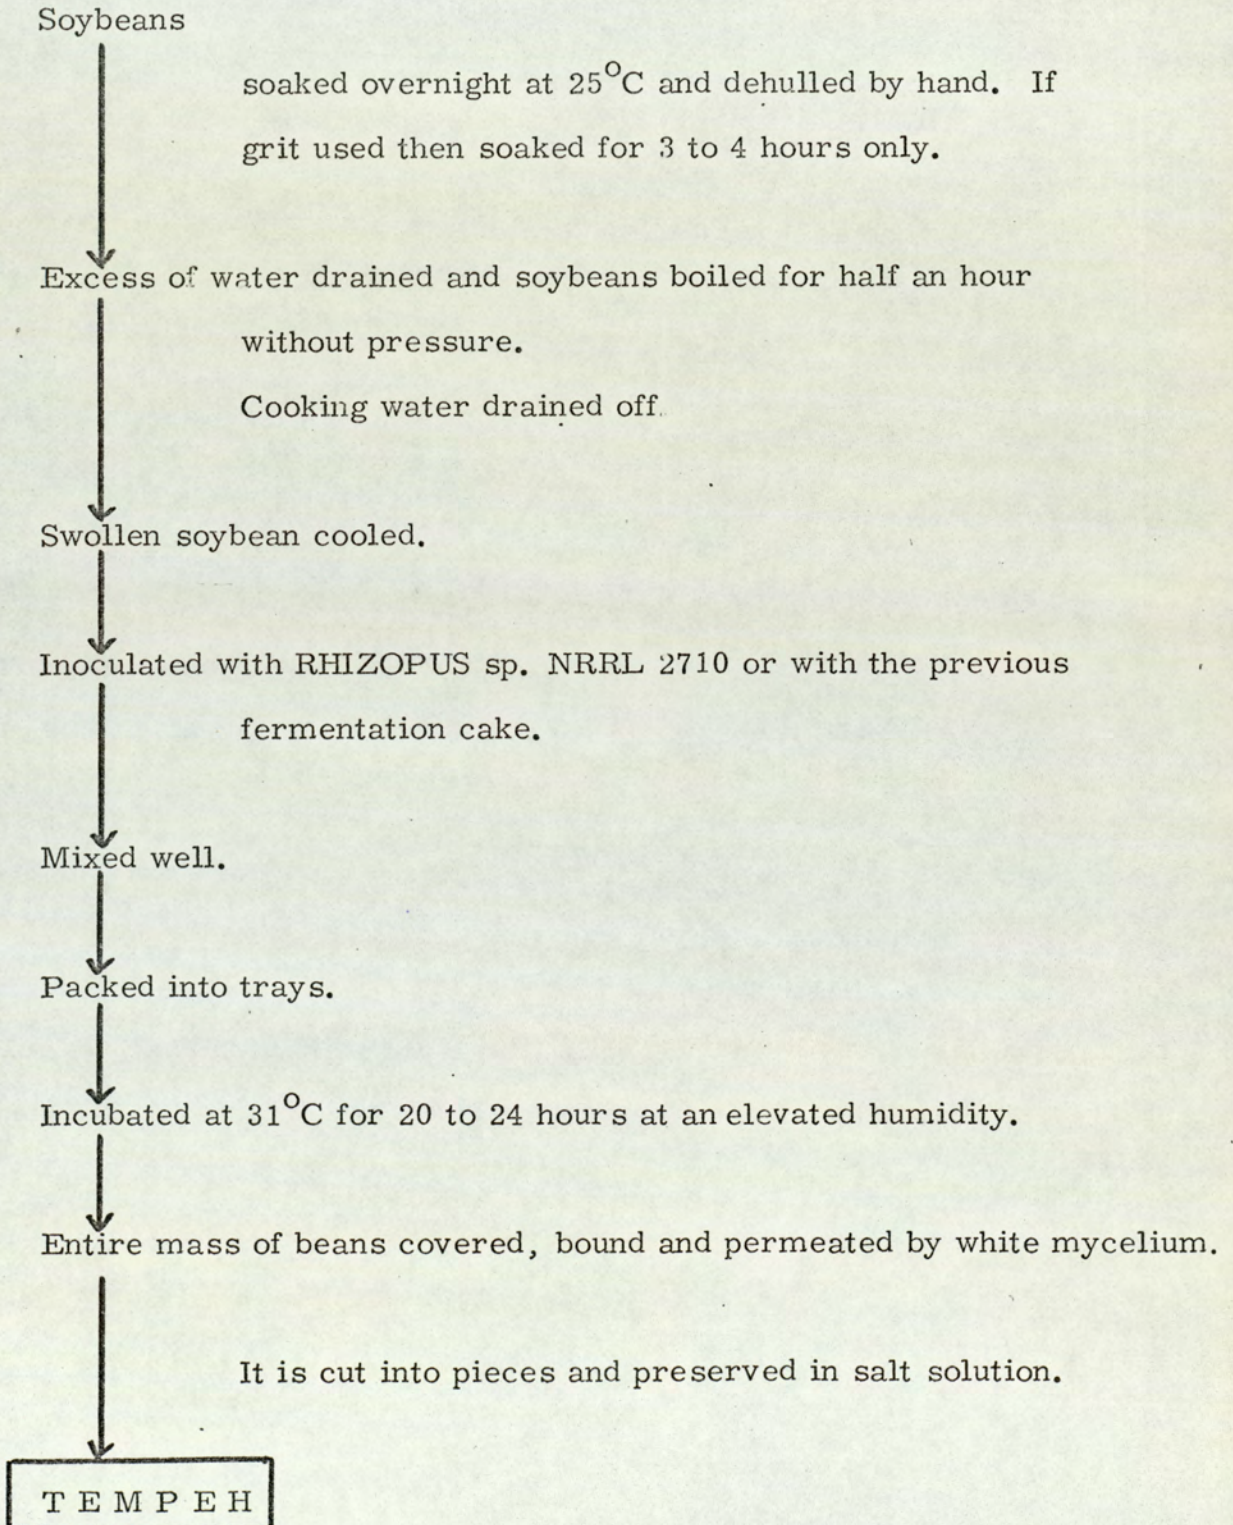 Soybeans
soaked overnight at 25°C and dehulled by hand. If
grit used then soaked for 3 to 4 hours only.
Excess of water drained and soybeans boiled for half an hour
without pressure.
Cooking water drained off.
Swollen soybean cooled.
Inoculated with RHIZOPUS sp. NRRL 2710 or with the previous
fermentation cake.
Mixed well.
Packed into trays.
Incubated at 31°C for 20 to 24 hours at an elevated humidity.
Entire mass of beans covered, bound and permeated by white mycelium.
It is cut into pieces and preserved in salt solution.
T E M P E H